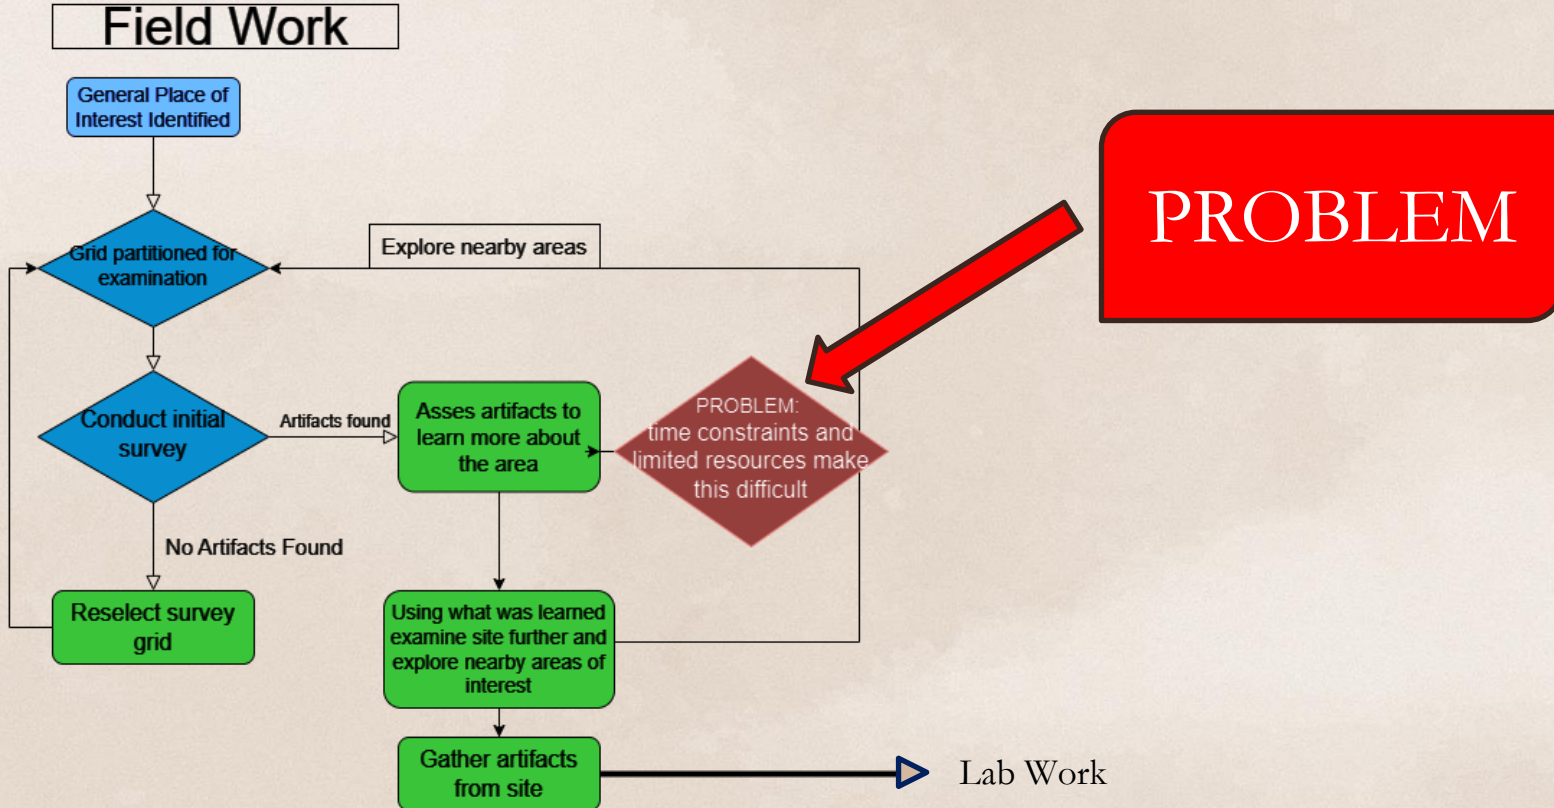 Field Work
General Place of
Interest Identified
Grid partitioned for
examination
Explore nearby areas
PROBLEM
Conduct initial
survey
Artifacts found
Asses artifacts to
learn more about
the area
PROBLEM:
time constraints and
limited resources make
this difficult
No Artifacts Found
Reselect survey
grid
Using what was learned
examine site further and
explore nearby areas of
interest
Gather artifacts
from site
Lab Work